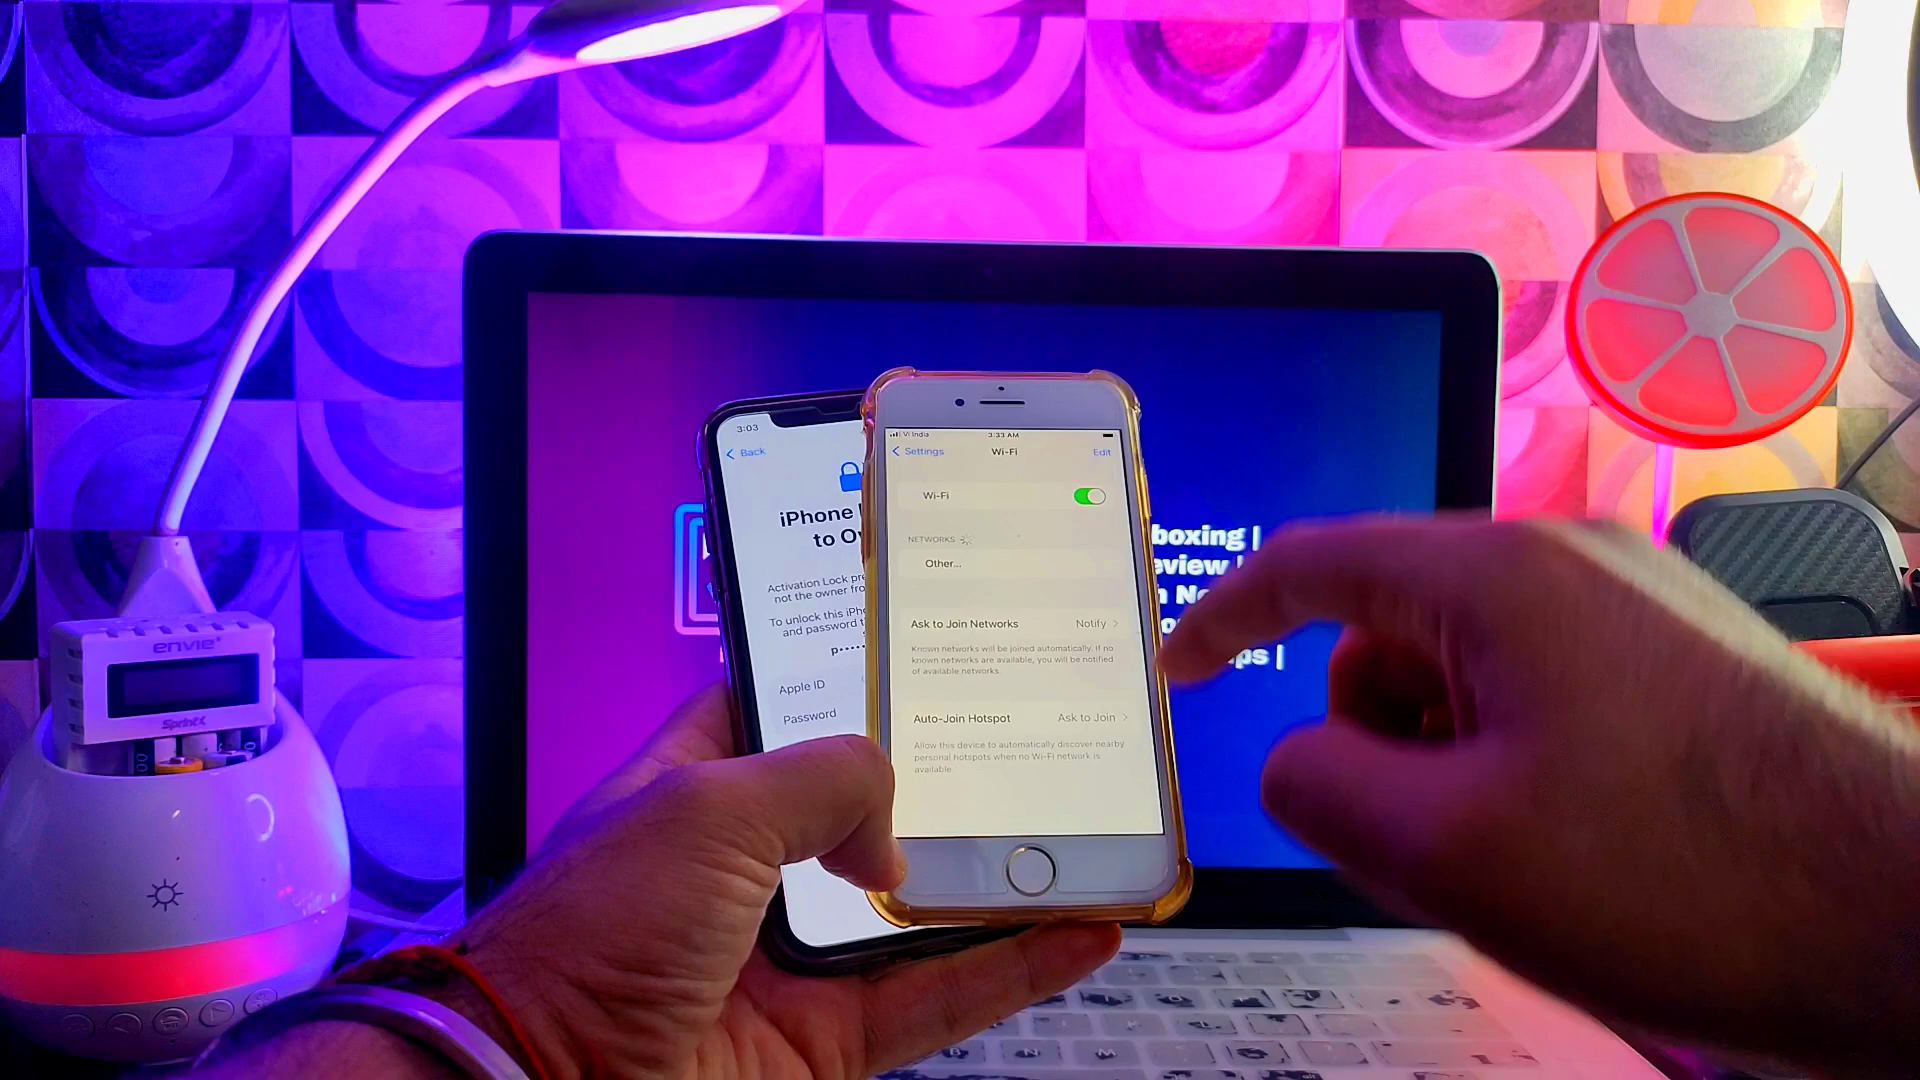 envie
SprintX
3:03
Back
iPhone
to
Activation Lock
not the owner
To unlock this
and password
p•••••
Apple ID
Password
Vi India
3:33 AM
Settings
Wi-Fi
Edit
Wi-Fi
NETWORKS
Other...
Ask to Join Networks
Notify
Known networks will be joined automatically. If no
known networks are available, you will be notified
of available networks.
Auto-Join Hotspot
Ask to Join
Allow this device to automatically discover nearby
personal hotspots when no Wi-Fi network is
available.
boxing |
eview |
ps |
B N M